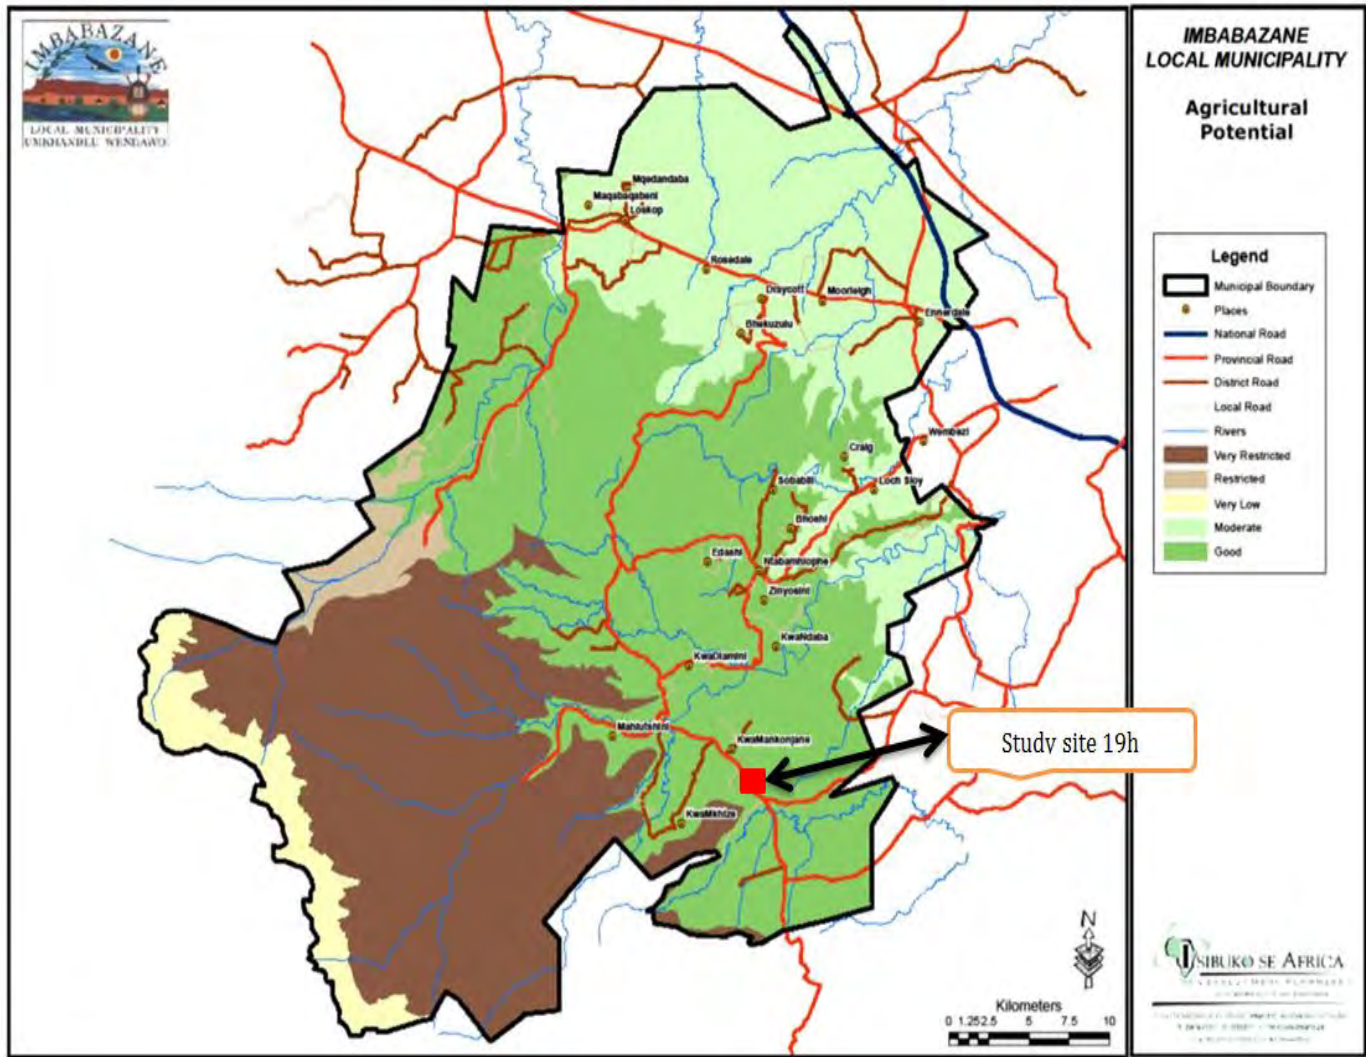 IMBABAZANE
LOCAL MUNICIPALITY
UMKHANDLU WENDAWO
IMBABAZANE
LOCAL MUNICIPALITY
Agricultural
Potential
Legend
Municipal Boundary
Places
National Road
Provincial Road
District Road
Local Road
Rivers
Very Restricted
Restricted
Very Low
Moderate
Good
Mqedandaba
Maqabaqabeni
Loskop
Rosedale
Draycott
Moorleigh
Ennerdale
Bhekuzulu
Wembezi
Craig
Sobabili
Loch Sloy
Bhoshi
Edashi
Ntabamhlophe
Zinyosini
KwaNdaba
KwaDlamini
Mahlutshini
KwaMankonjane
Study site 19h
KwaMkhize
N
Kilometers
0 1.25 2.5 5 7.5 10
ISIBUKO SE AFRICA